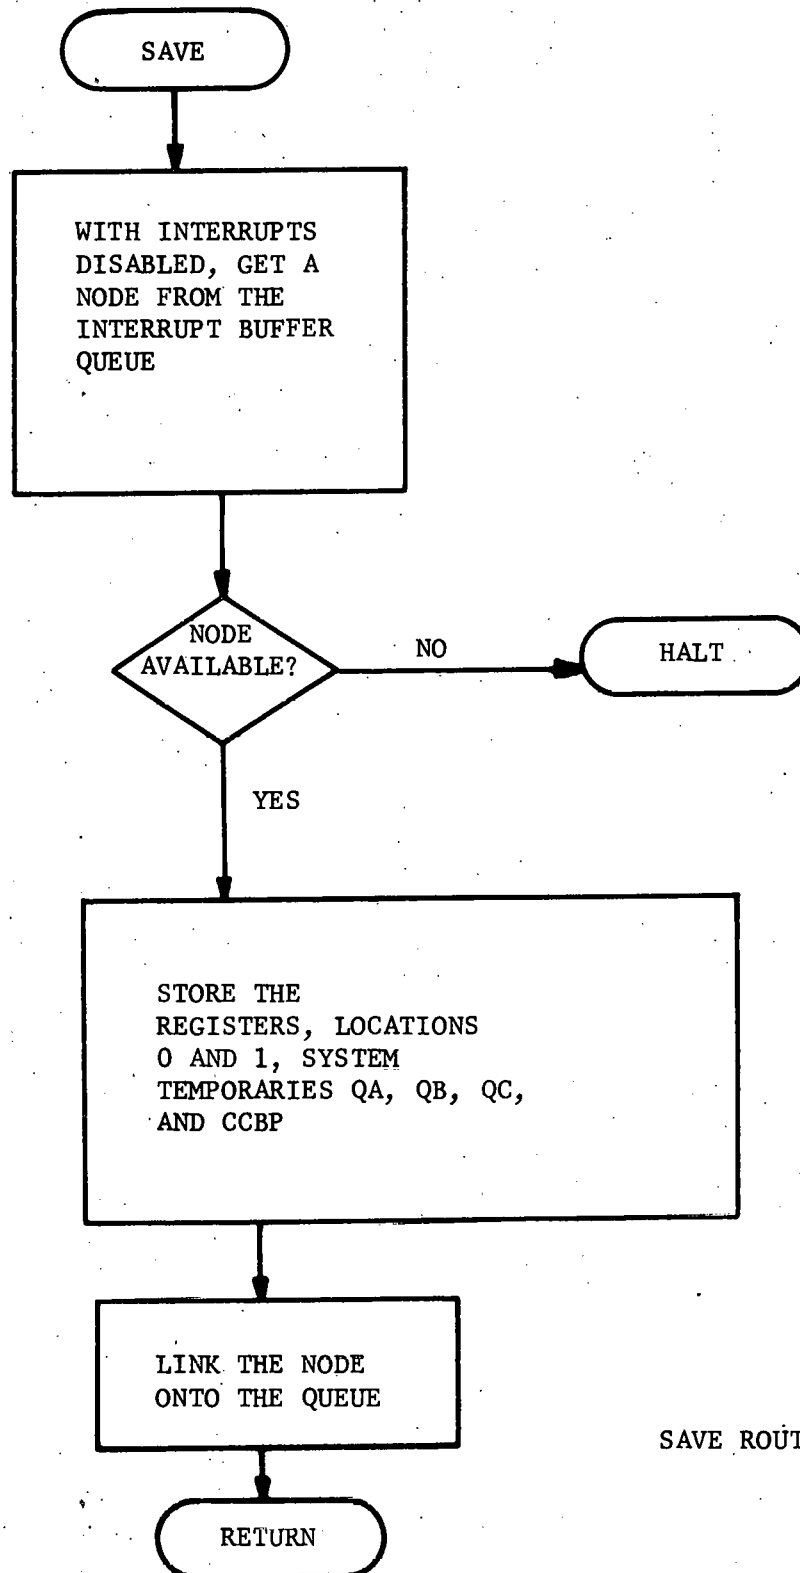 SAVE
WITH INTERRUPTS
DISABLED, GET A
NODE FROM THE
INTERRUPT BUFFER
QUEUE
NODE
AVAILABLE?
NO
HALT
YES
STORE THE
REGISTERS, LOCATIONS
0 AND 1, SYSTEM
TEMPORARIES QA, QB, QC,
AND CCBP
LINK THE NODE
ONTO THE QUEUE
SAVE ROUT
RETURN